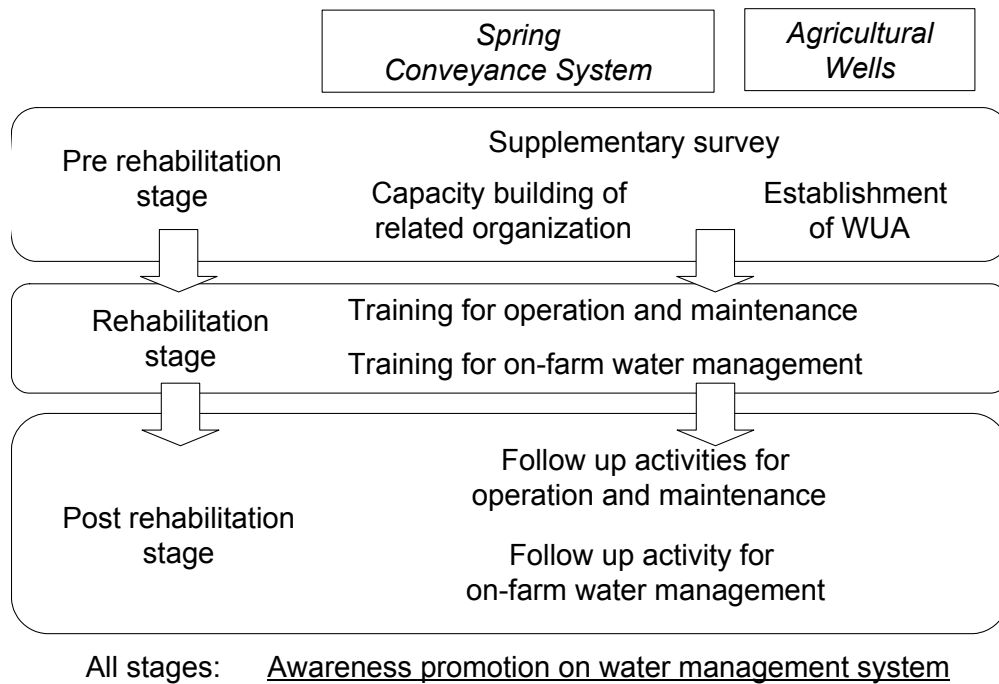 Spring
Conveyance System
Agricultural
Wells
Pre rehabilitation
stage
Supplementary survey
Capacity building of
related organization
Establishment
of WUA
Rehabilitation
stage
Training for operation and maintenance
Training for on-farm water management
Post rehabilitation
stage
Follow up activities for
operation and maintenance
Follow up activity for
on-farm water management
All stages: Awareness promotion on water management system